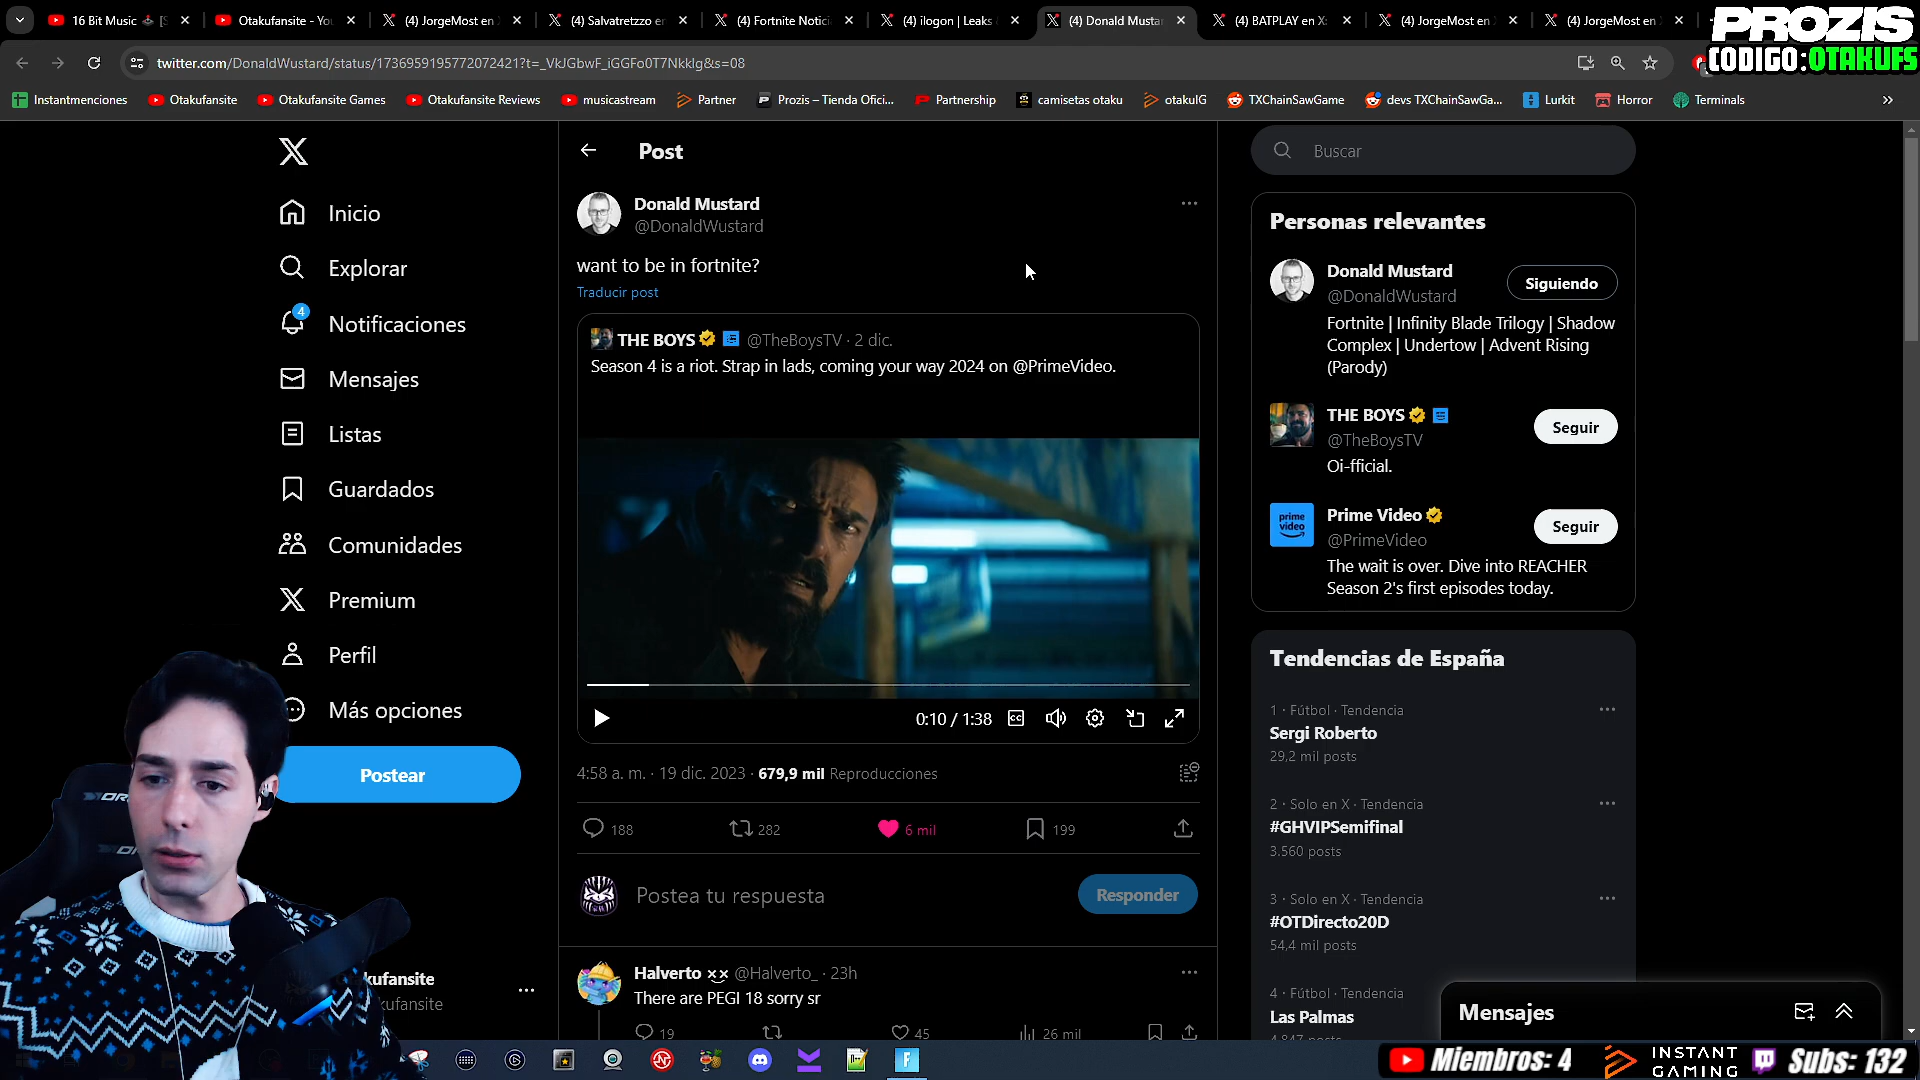 16 Bit Music
Otakufansite - You
(4) JorgeMost en X
(4) Salvatretzzo en
(4) Fortnite Notici
(4) ilogon | Leaks
(4) Donald Musta
(4) BATPLAY en X:
(4) JorgeMost en X
(4) JorgeMost en
PROZIS
CODIGO:OTAKUFS
twitter.com/DonaldWustard/status/1736959195772072421?t=_VkJGbwF_iGGFo0T7Nkklg&s=08
Instantmenciones
Otakufansite
Otakufansite Games
Otakufansite Reviews
musicastream
Partner
Prozis – Tienda Ofici...
Partnership
camisetas otaku
otakuIG
TXChainSawGame
devs TXChainSawGa...
Lurkit
Horror
Terminals
Inicio
Explorar
4
Notificaciones
Mensajes
Listas
Guardados
Comunidades
Premium
Perfil
Más opciones
Postear
kufansite
kufansite
Post
Donald Mustard
@DonaldWustard
want to be in fortnite?
Traducir post
THE BOYS @TheBoysTV · 2 dic.
Season 4 is a riot. Strap in lads, coming your way 2024 on @PrimeVideo.
0:10 / 1:38
CC
4:58 a. m. · 19 dic. 2023 · 679,9 mil Reproducciones
188
282
6 mil
199
Postea tu respuesta
Responder
Halverto @Halverto_ · 23h
There are PEGI 18 sorry sr
19
45
26 mil
Buscar
Personas relevantes
Donald Mustard
@DonaldWustard
Siguiendo
Fortnite | Infinity Blade Trilogy | Shadow
Complex | Undertow | Advent Rising
(Parody)
THE BOYS
@TheBoysTV
Seguir
Oi-fficial.
prime
video
Prime Video
@PrimeVideo
Seguir
The wait is over. Dive into REACHER
Season 2's first episodes today.
Tendencias de España
1 · Fútbol · Tendencia
Sergi Roberto
29,2 mil posts
2 · Solo en X · Tendencia
#GHVIPSemifinal
3.560 posts
3 · Solo en X · Tendencia
#OTDirecto20D
54,4 mil posts
4 · Fútbol · Tendencia
Las Palmas
Mensajes
Miembros: 4
INSTANT
GAMING
Subs: 132